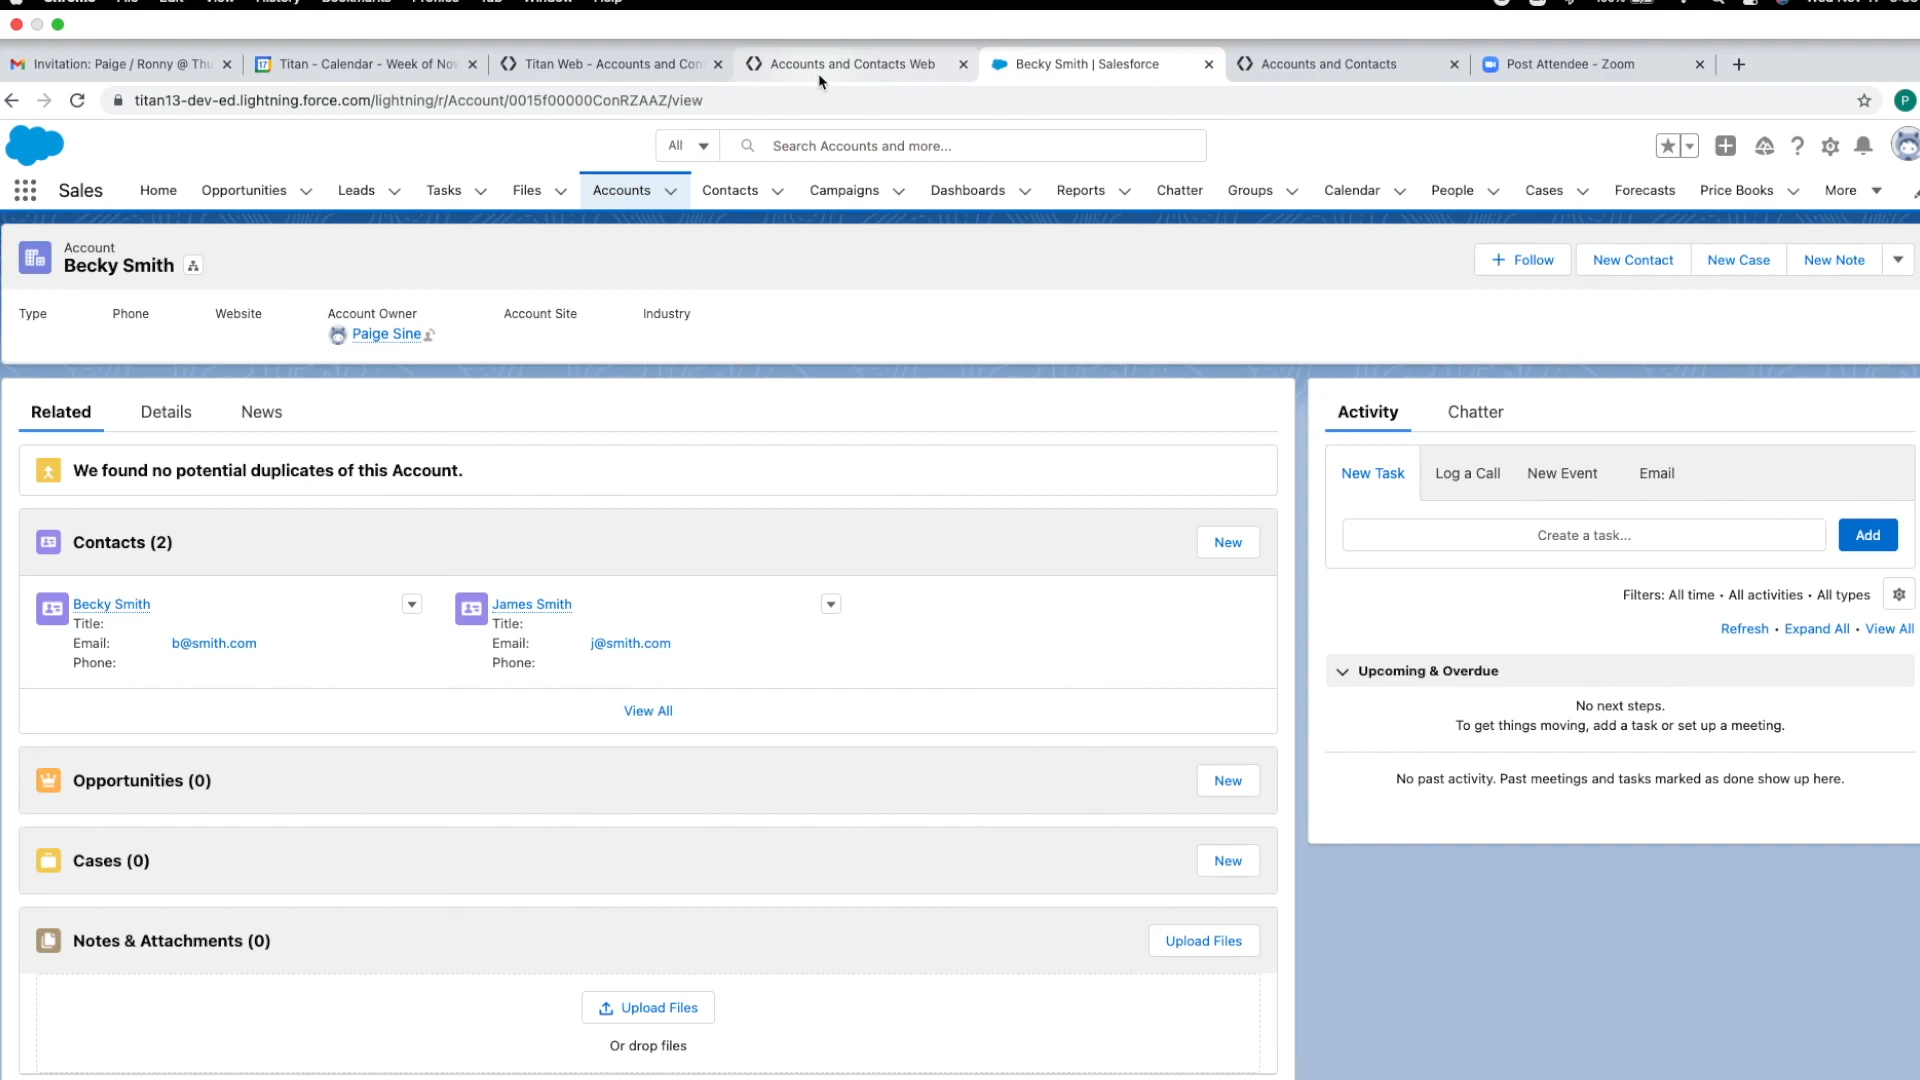 Invitation: Paige / Ronny @ Thu
Titan - Calendar - Week of Nov
Titan Web - Accounts and Con
Accounts and Contacts Web
Becky Smith | Salesforce
Accounts and Contacts
Post Attendee - Zoom
titan13-dev-ed.lightning.force.com/lightning/r/Account/0015f00000ConRZAAZ/view
P
All
Search Accounts and more...
Sales
Home
Opportunities
Leads
Tasks
Files
Accounts
Contacts
Campaigns
Dashboards
Reports
Chatter
Groups
Calendar
People
Cases
Forecasts
Price Books
More
Account
Becky Smith
Follow
New Contact
New Case
New Note
Type
Phone
Website
Account Owner
Account Site
Industry
Paige Sine
Related
Details
News
Activity
Chatter
We found no potential duplicates of this Account.
New Task
Log a Call
New Event
Email
Create a task...
Add
Contacts (2)
New
Becky Smith
Title:
Email: b@smith.com
Phone:
James Smith
Title:
Email: j@smith.com
Phone:
View All
Filters: All time • All activities • All types
Refresh • Expand All • View All
Upcoming & Overdue
No next steps.
To get things moving, add a task or set up a meeting.
No past activity. Past meetings and tasks marked as done show up here.
Opportunities (0)
New
Cases (0)
New
Notes & Attachments (0)
Upload Files
Upload Files
Or drop files